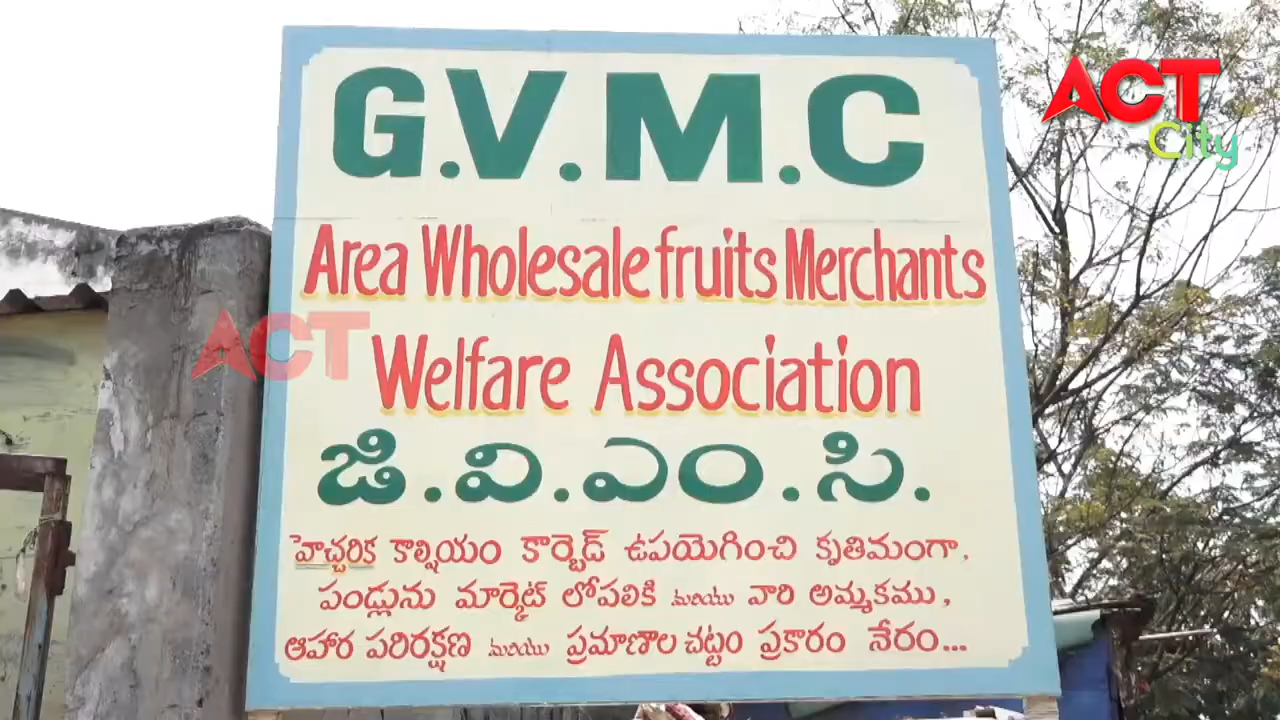 G.V.M.C
Area Wholesale fruits Merchants
Welfare Association
జి.వి.ఎం.సి.
హెచ్చరిక కాల్షియం కార్బెడ్ ఉపయెగించి కృతిమంగా,
పండ్లును మార్కెట్ లోపలికి మరియు వారి అమ్మకము,
ఆహార పరిరక్షణ మరియు ప్రమాణాల చట్టం ప్రకారం నేరం...
ACT
City
ACT